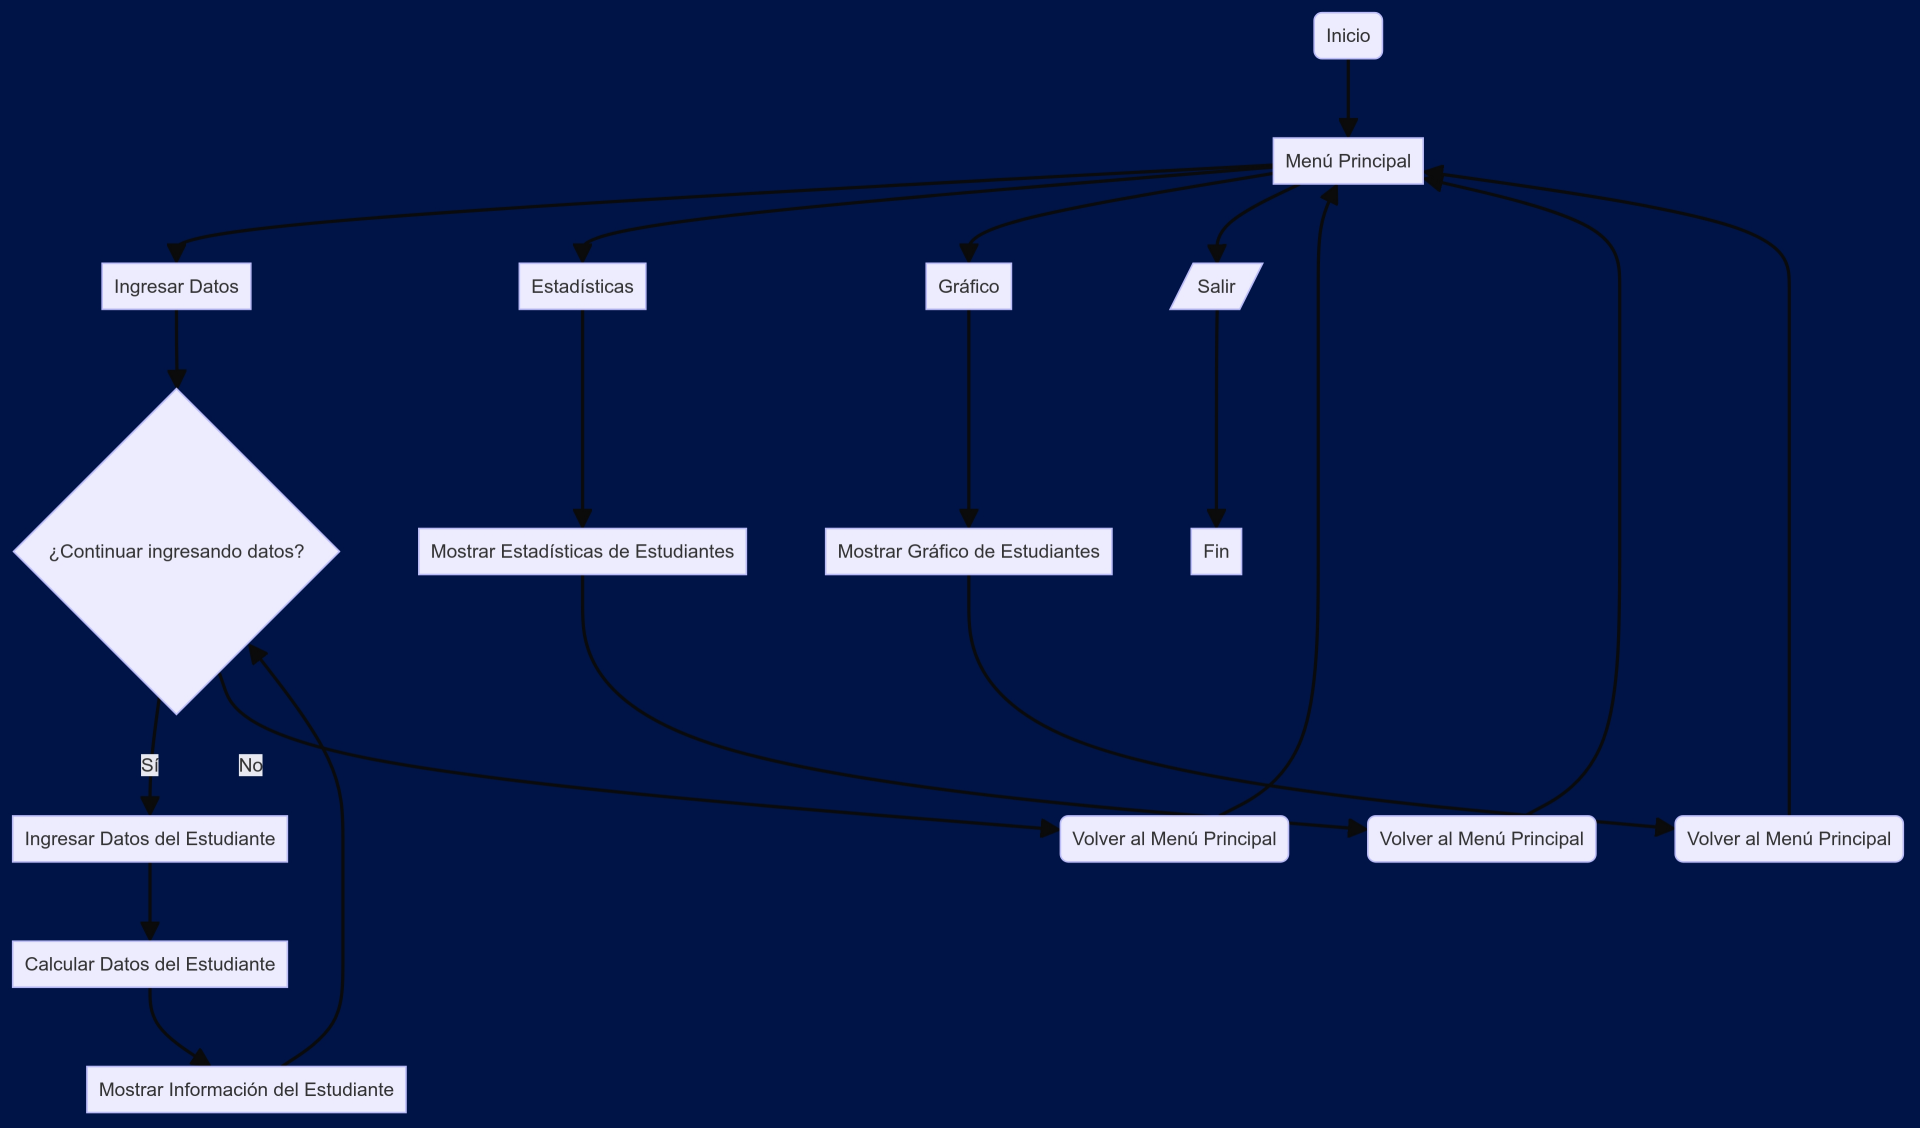 Inicio
Menú Principal
Ingresar Datos
Estadísticas
Gráfico
Salir
¿Continuar ingresando datos?
Mostrar Estadísticas de Estudiantes
Mostrar Gráfico de Estudiantes
Fin
Sí
No
Ingresar Datos del Estudiante
Volver al Menú Principal
Volver al Menú Principal
Volver al Menú Principal
Calcular Datos del Estudiante
Mostrar Información del Estudiante